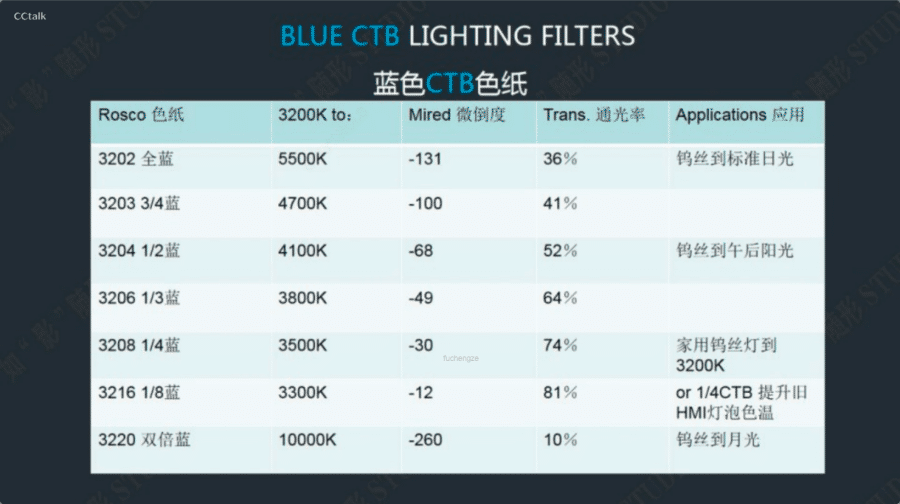 CCtalk
BLUE CTB LIGHTING FILTERS
蓝色CTB色纸
Rosco 色纸 3200K to: Mired 微倒度 Trans. 通光率 Applications 应用
3202 全蓝 5500K -131 36% 钨丝到标准日光
3203 3/4蓝 4700K -100 41%
3204 1/2蓝 4100K -68 52% 钨丝到午后阳光
3206 1/3蓝 3800K -49 64%
3208 1/4蓝 3500K -30 74% 家用钨丝灯到
3200K
fuchengze
3216 1/8蓝 3300K -12 81% or 1/4CTB 提升旧
HMI灯泡色温
3220 双倍蓝 10000K -260 10% 钨丝到月光